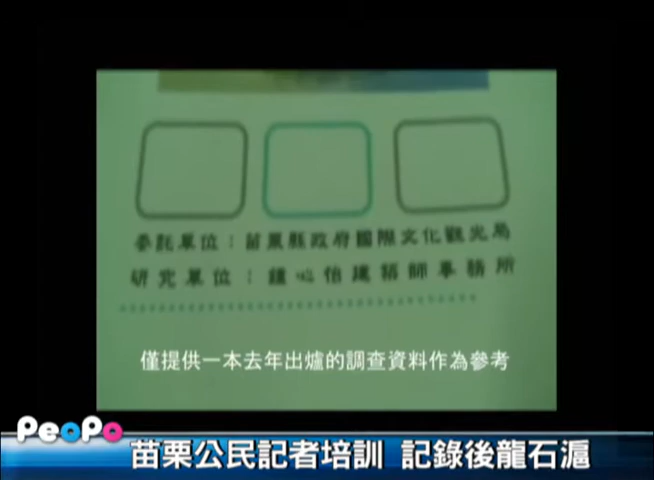 委託單位：苗栗縣政府國際文化觀光局
研究單位：鍾心怡建築師事務所
僅提供一本去年出爐的調查資料作為參考
PeoPo
苗栗公民記者培訓 記錄後龍石滬